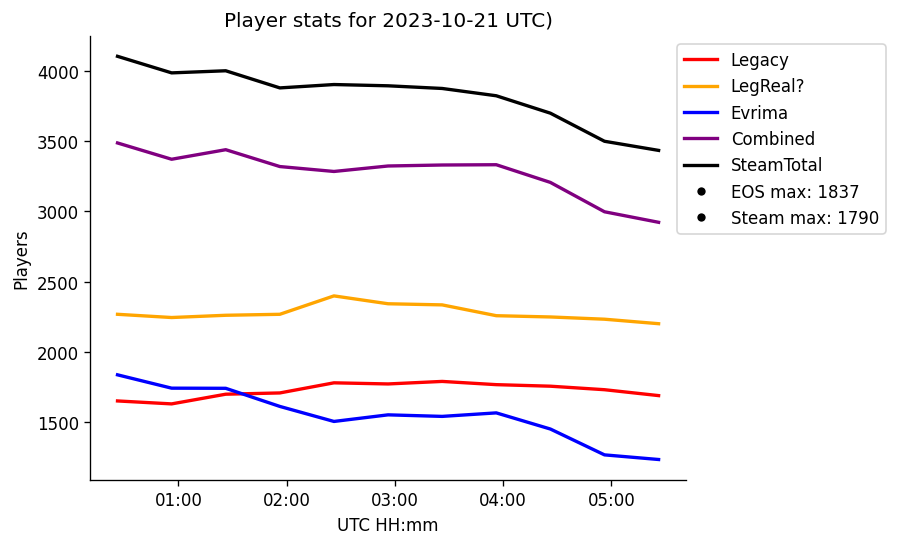 Player stats for 2023-10-21 UTC)
Players
4000
3500
3000
2500
2000
1500
01:00
02:00
03:00
04:00
05:00
UTC HH:mm
Legacy
LegReal?
Evrima
Combined
SteamTotal
EOS max: 1837
Steam max: 1790